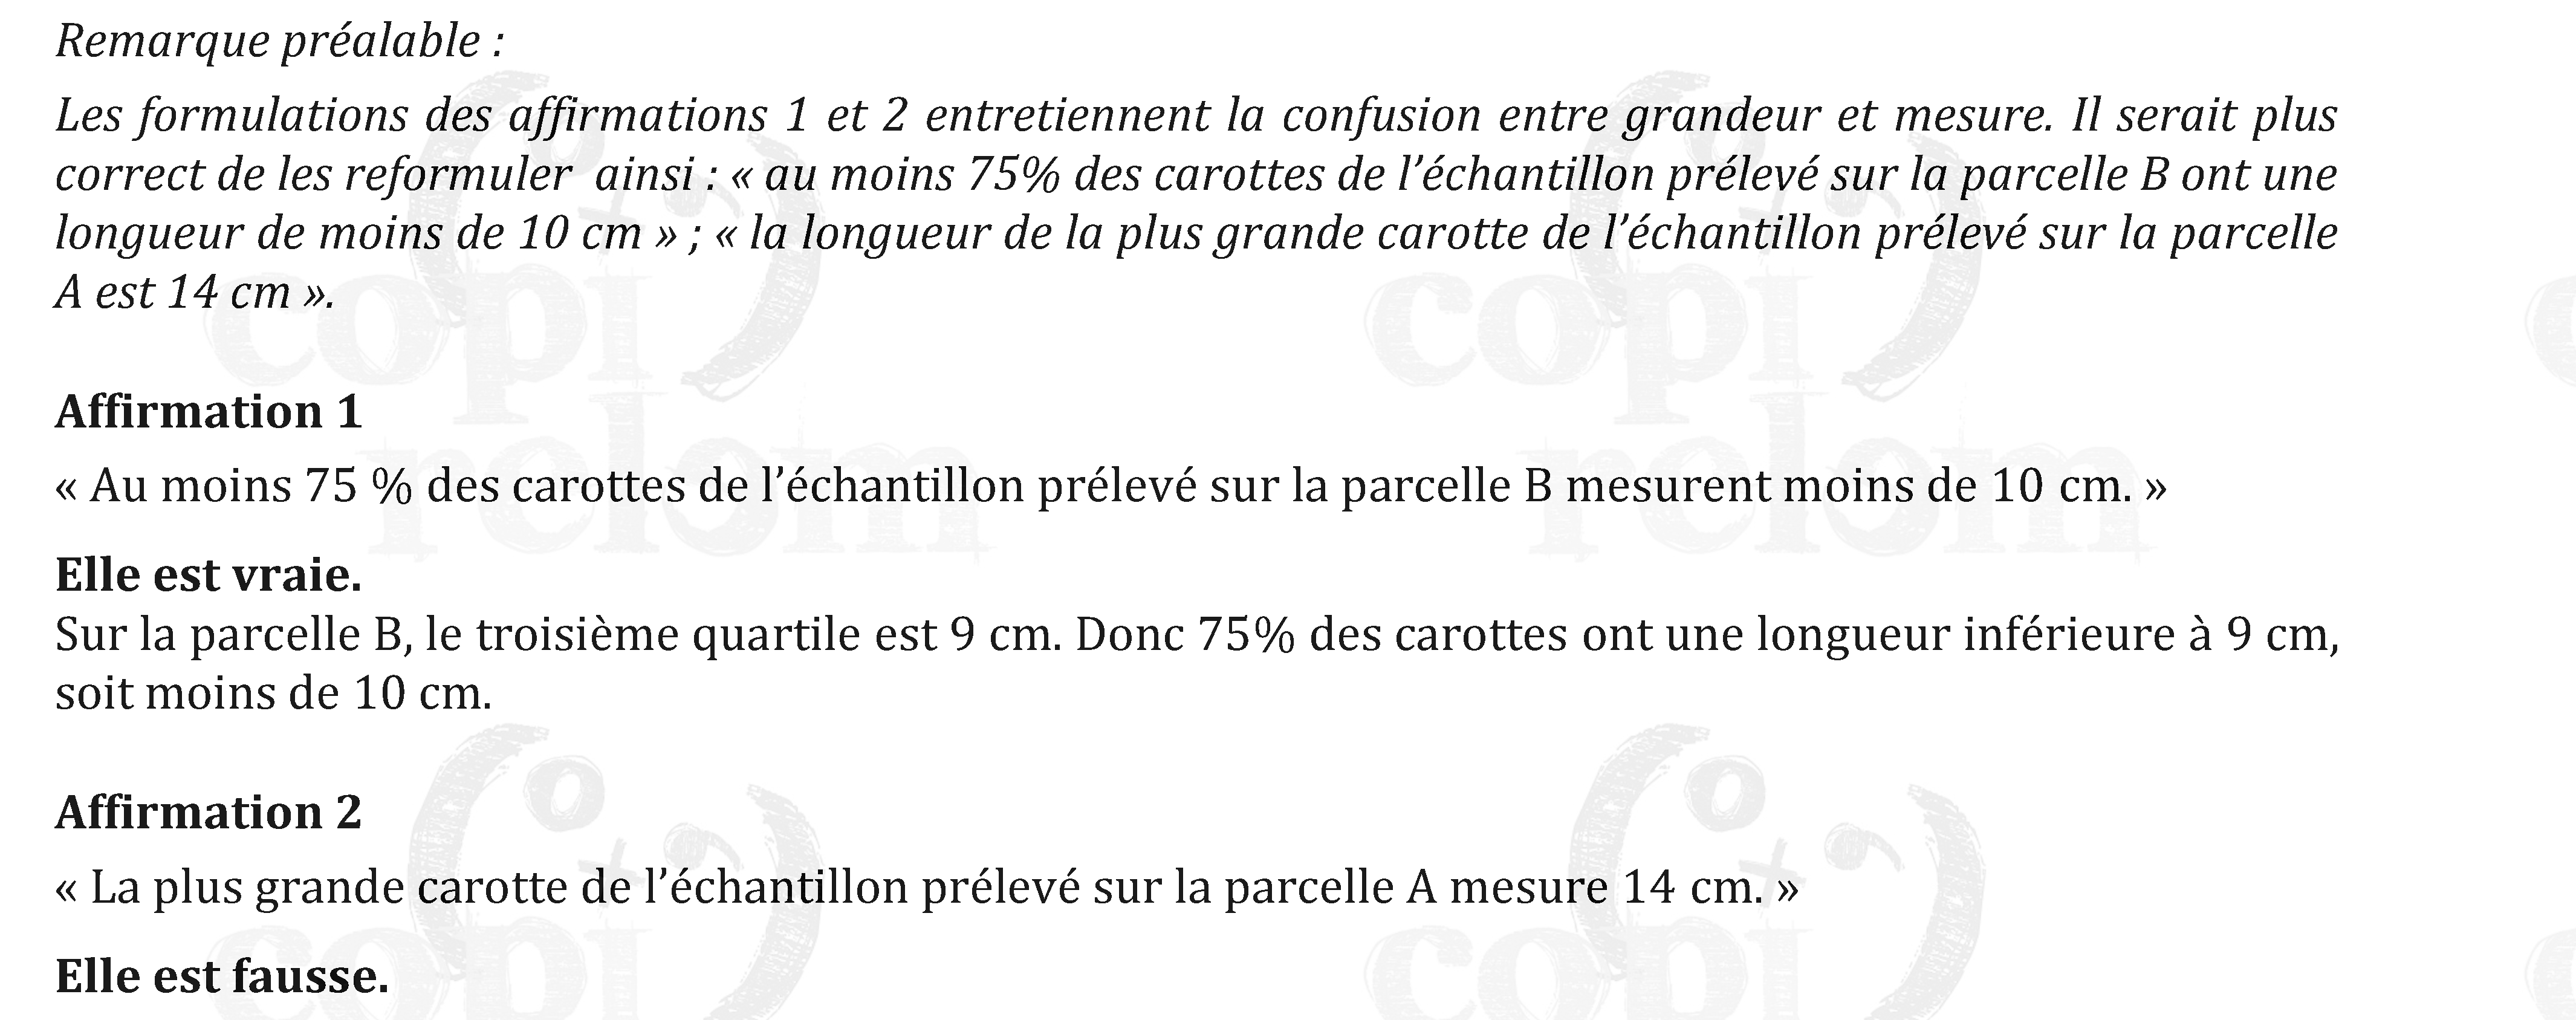 Remarque préalable :
Les formulations des affirmations 1 et 2 entretiennent la confusion entre grandeur et mesure. Il serait plus
correct de les reformuler ainsi : « au moins 75% des carottes de l'échantillon prélevé sur la parcelle B ont une
longueur de moins de 10 cm » ; « la longueur de la plus grande carotte de l'échantillon prélevé sur la parcelle
A est 14 cm ».
Affirmation 1
« Au moins 75 % des carottes de l'échantillon prélevé sur la parcelle B mesurent moins de 10 cm. »
Elle est vraie.
Sur la parcelle B, le troisième quartile est 9 cm. Donc 75% des carottes ont une longueur inférieure à 9 cm,
soit moins de 10 cm.
Affirmation 2
« La plus grande carotte de l'échantillon prélevé sur la parcelle A mesure 14 cm. »
Elle est fausse.
copi
relom
copi
relom
copi
copi